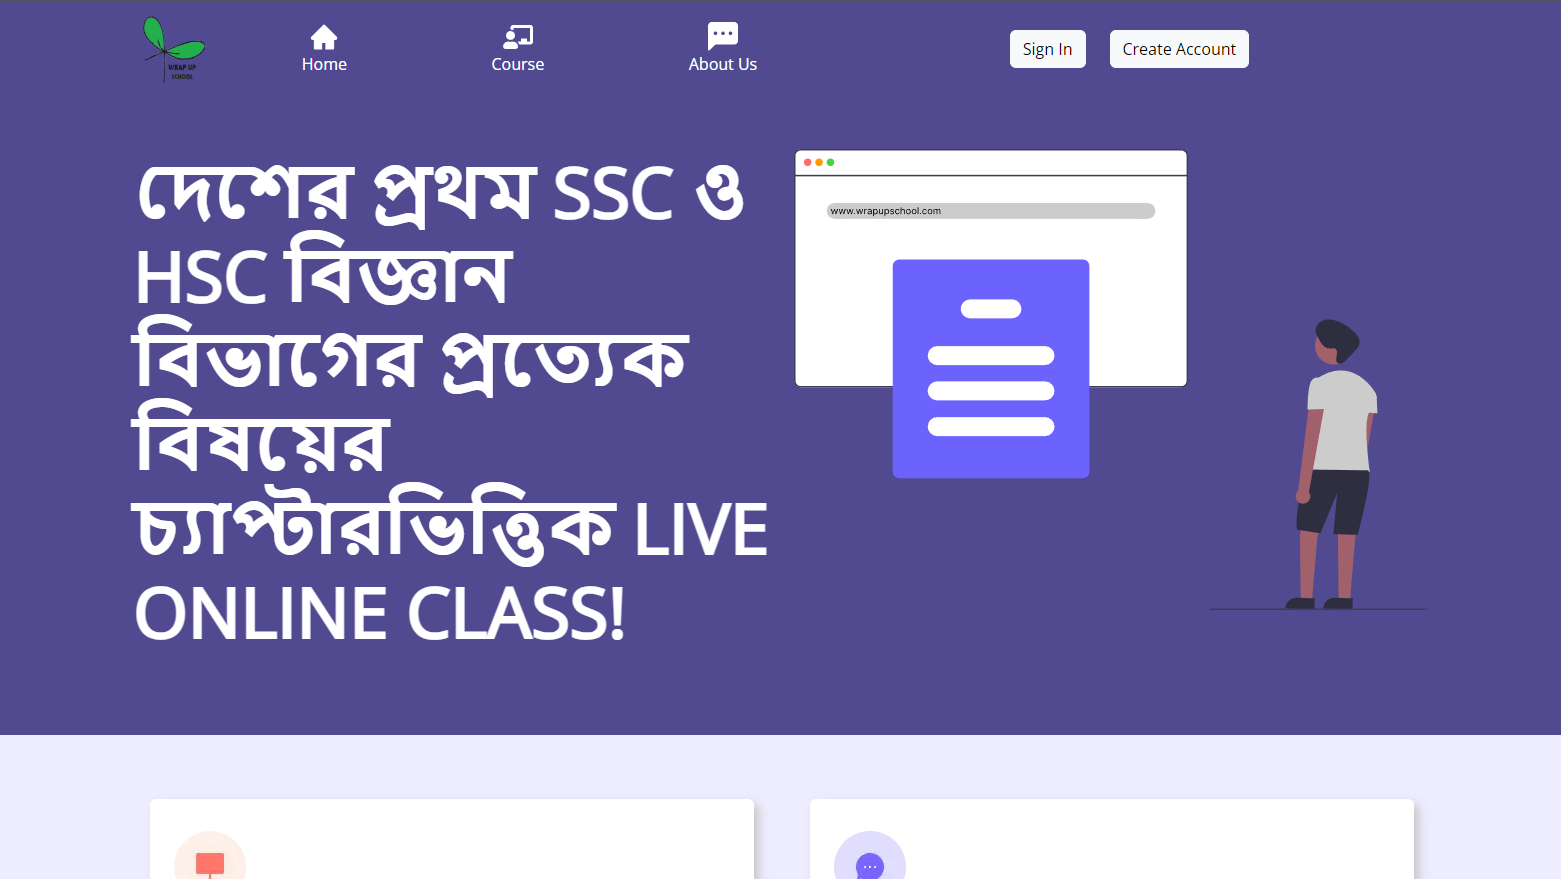 WRAP UP
SCHOOL
Home
Course
About Us
Sign In
Create Account
দেশের প্রথম SSC ও
HSC বিজ্ঞান
বিভাগের প্রত্যেক
বিষয়ের
চ্যাপ্টারভিত্তিক LIVE
ONLINE CLASS!
www.wrapupschool.com